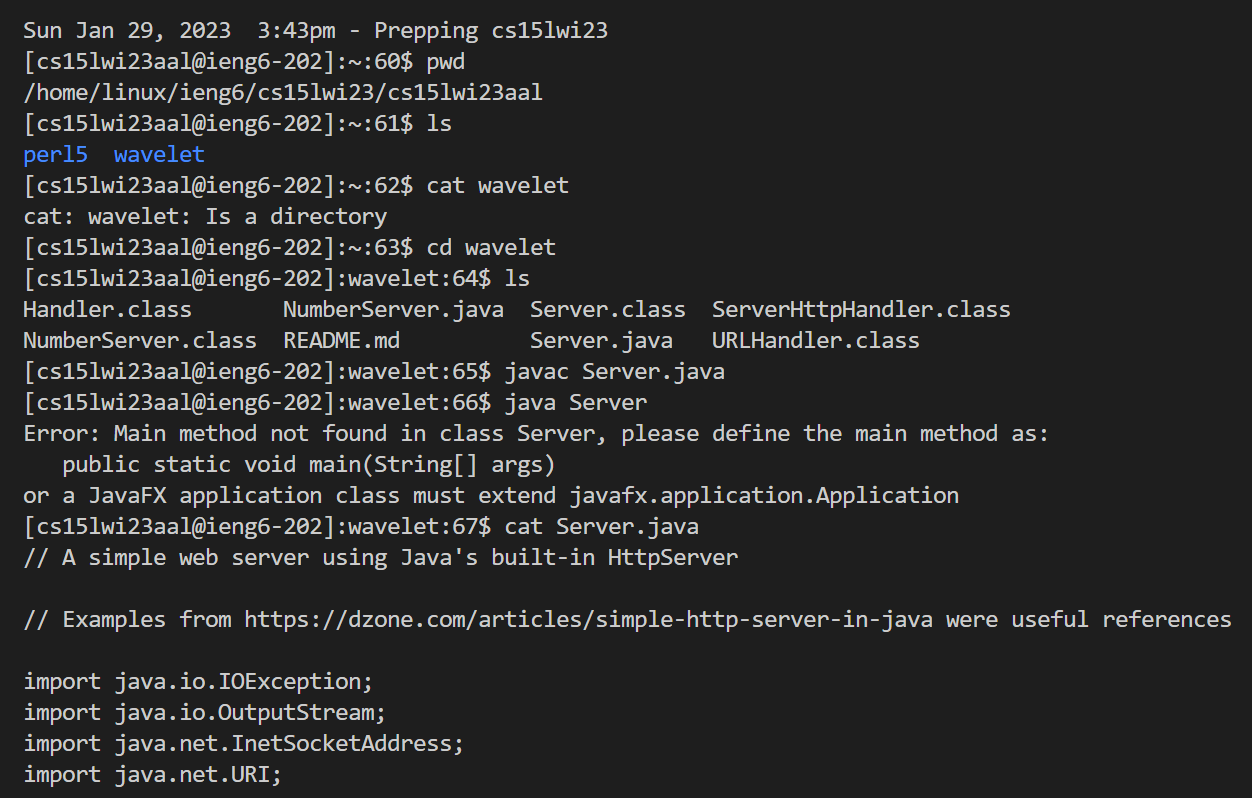 Sun Jan 29, 2023  3:43pm - Prepping cs15lwi23
[cs15lwi23aal@ieng6-202]:~:60$ pwd
/home/linux/ieng6/cs15lwi23/cs15lwi23aal
[cs15lwi23aal@ieng6-202]:~:61$ ls
perl5  wavelet
[cs15lwi23aal@ieng6-202]:~:62$ cat wavelet
cat: wavelet: Is a directory
[cs15lwi23aal@ieng6-202]:~:63$ cd wavelet
[cs15lwi23aal@ieng6-202]:wavelet:64$ ls
Handler.class       NumberServer.java  Server.class  ServerHttpHandler.class
NumberServer.class  README.md          Server.java   URLHandler.class
[cs15lwi23aal@ieng6-202]:wavelet:65$ javac Server.java
[cs15lwi23aal@ieng6-202]:wavelet:66$ java Server
Error: Main method not found in class Server, please define the main method as:
   public static void main(String[] args)
or a JavaFX application class must extend javafx.application.Application
[cs15lwi23aal@ieng6-202]:wavelet:67$ cat Server.java
// A simple web server using Java's built-in HttpServer

// Examples from https://dzone.com/articles/simple-http-server-in-java were useful references

import java.io.IOException;
import java.io.OutputStream;
import java.net.InetSocketAddress;
import java.net.URI;